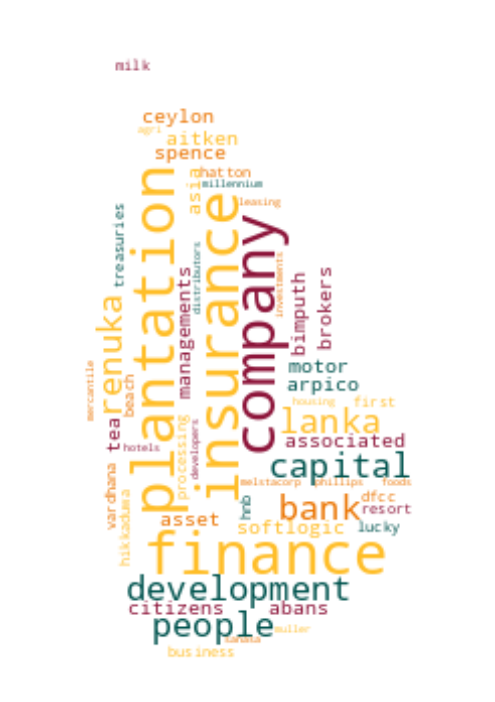 milk
ceylon
agri
aitken
spence
hatton
asia
millennium
leasing
treasuries
plantation
insurance
company
distributors
managements
investments
bimputh
brokers
renuka
mercantile
beach
motor
arpico
housing
first
lanka
tea
hotels
processing
developers
associated
capital
vardhana
hikkaduwa
melstacorp
phillips
foods
hnb
bank
dfcc
resort
asset
softlogic
lucky
finance
development
citizens
abans
people
muller
sanasa
business